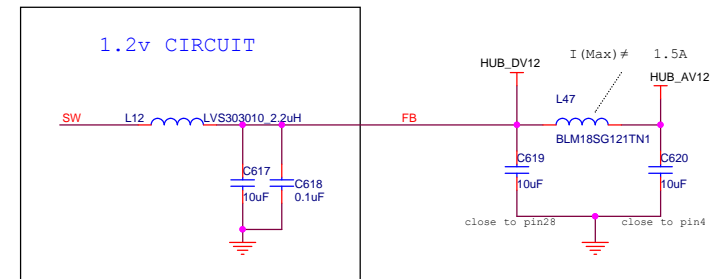 1.2v CIRCUIT
I(Max)≠ 1.5A
HUB_DV12
HUB_AV12
L47
SW
L12
LVS303010_2.2uH
FB
BLM18SG121TN1
C617
10uF
C618
0.1uF
C619
10uF
C620
10uF
close to pin28
close to pin4